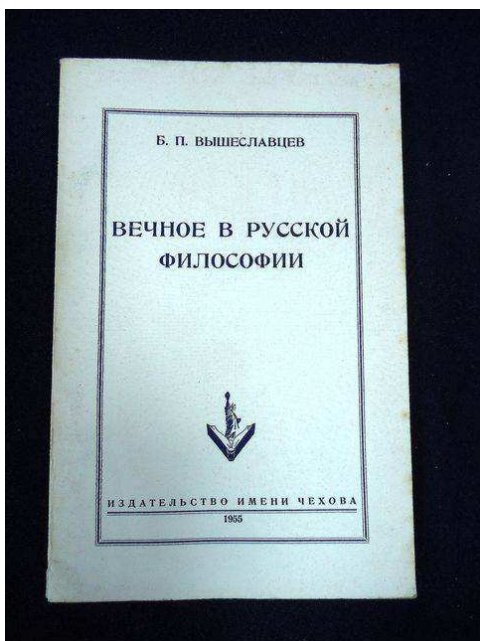 Б. П. ВЫШЕСЛАВЦЕВ
ВЕЧНОЕ В РУССКОЙ
ФИЛОСОФИИ
ИЗДАТЕЛЬСТВО ИМЕНИ ЧЕХОВА
1955